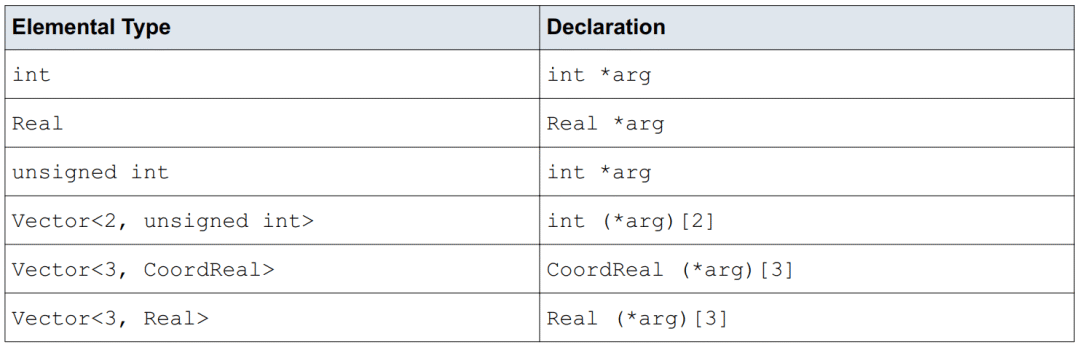 Elemental Type Declaration
int int *arg
Real Real *arg
unsigned int int *arg
Vector<2, unsigned int> int (*arg)[2]
Vector<3, CoordReal> CoordReal (*arg)[3]
Vector<3, Real> Real (*arg)[3]